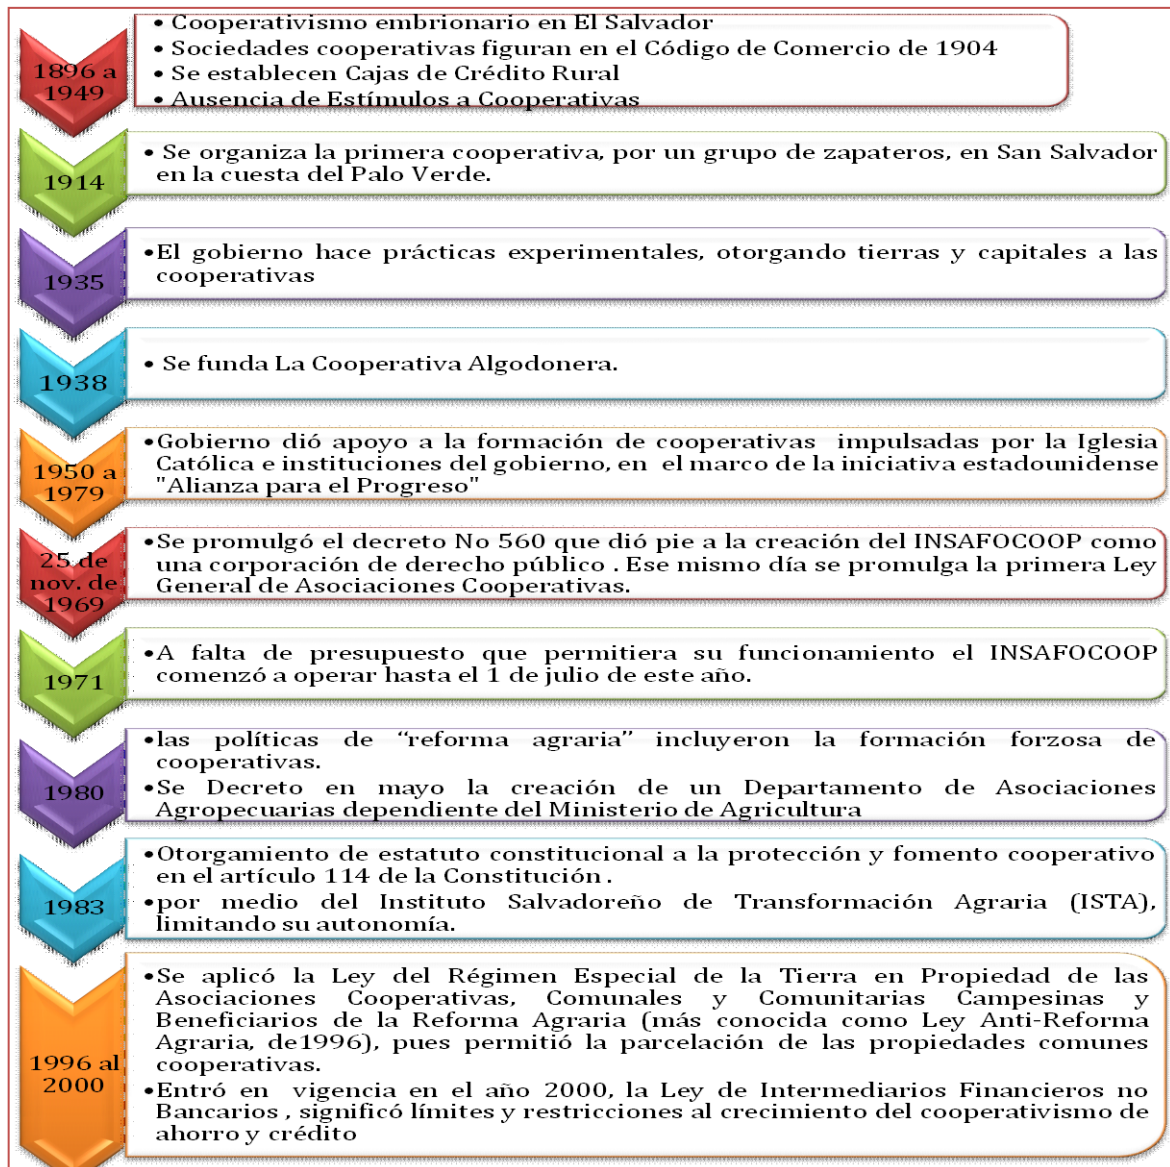 1896 a
1949
• Cooperativismo embrionario en El Salvador
• Sociedades cooperativas figuran en el Código de Comercio de 1904
• Se establecen Cajas de Crédito Rural
• Ausencia de Estímulos a Cooperativas
1914
• Se organiza la primera cooperativa, por un grupo de zapateros, en San Salvador
en la cuesta del Palo Verde.
1935
•El gobierno hace prácticas experimentales, otorgando tierras y capitales a las
cooperativas
1938
• Se funda La Cooperativa Algodonera.
1950 a
1979
•Gobierno dió apoyo a la formación de cooperativas impulsadas por la Iglesia
Católica e instituciones del gobierno, en el marco de la iniciativa estadounidense
"Alianza para el Progreso"
25 de
nov. de
1969
•Se promulgó el decreto No 560 que dió pie a la creación del INSAFOCOOP como
una corporación de derecho público . Ese mismo día se promulga la primera Ley
General de Asociaciones Cooperativas.
1971
•A falta de presupuesto que permitiera su funcionamiento el INSAFOCOOP
comenzó a operar hasta el 1 de julio de este año.
1980
•las políticas de “reforma agraria” incluyeron la formación forzosa de
cooperativas.
•Se Decreto en mayo la creación de un Departamento de Asociaciones
Agropecuarias dependiente del Ministerio de Agricultura
1983
•Otorgamiento de estatuto constitucional a la protección y fomento cooperativo
en el artículo 114 de la Constitución .
•por medio del Instituto Salvadoreño de Transformación Agraria (ISTA),
limitando su autonomía.
1996 al
2000
•Se aplicó la Ley del Régimen Especial de la Tierra en Propiedad de las
Asociaciones Cooperativas, Comunales y Comunitarias Campesinas y
Beneficiarios de la Reforma Agraria (más conocida como Ley Anti-Reforma
Agraria, de1996), pues permitió la parcelación de las propiedades comunes
cooperativas.
•Entró en vigencia en el año 2000, la Ley de Intermediarios Financieros no
Bancarios , significó límites y restricciones al crecimiento del cooperativismo de
ahorro y crédito